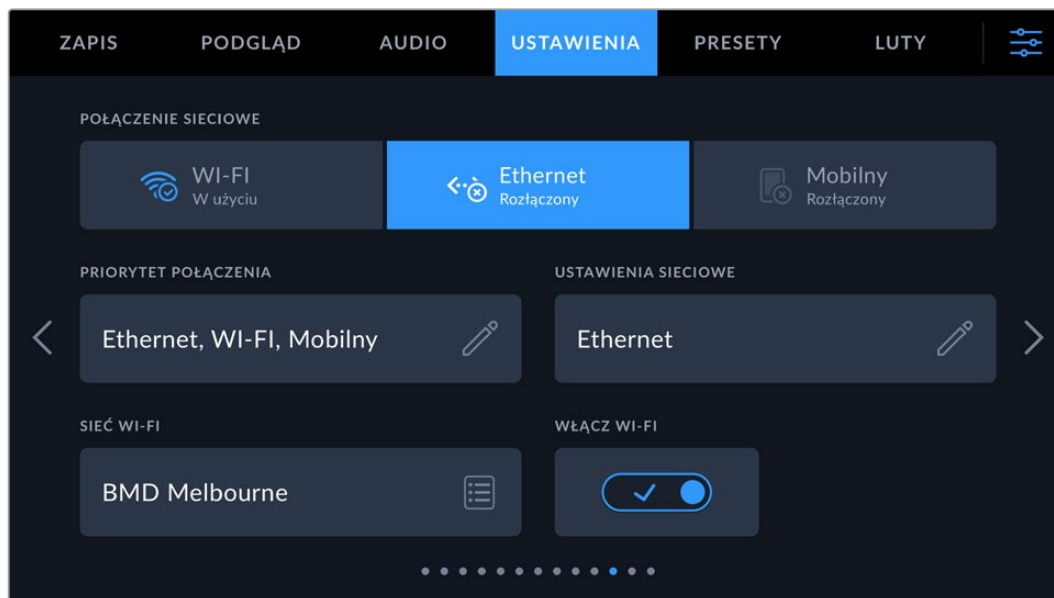 ZAPIS PODGLĄD AUDIO USTAWIENIA PRESETY LUTY
POŁĄCZENIE SIECIOWE
WI-FI Ethernet Mobilny
W użyciu Rozłączony Rozłączony
PRIORYTET POŁĄCZENIA USTAWIENIA SIECIOWE
Ethernet, WI-FI, Mobilny Ethernet
SIEĆ WI-FI WŁĄCZ WI-FI
BMD Melbourne